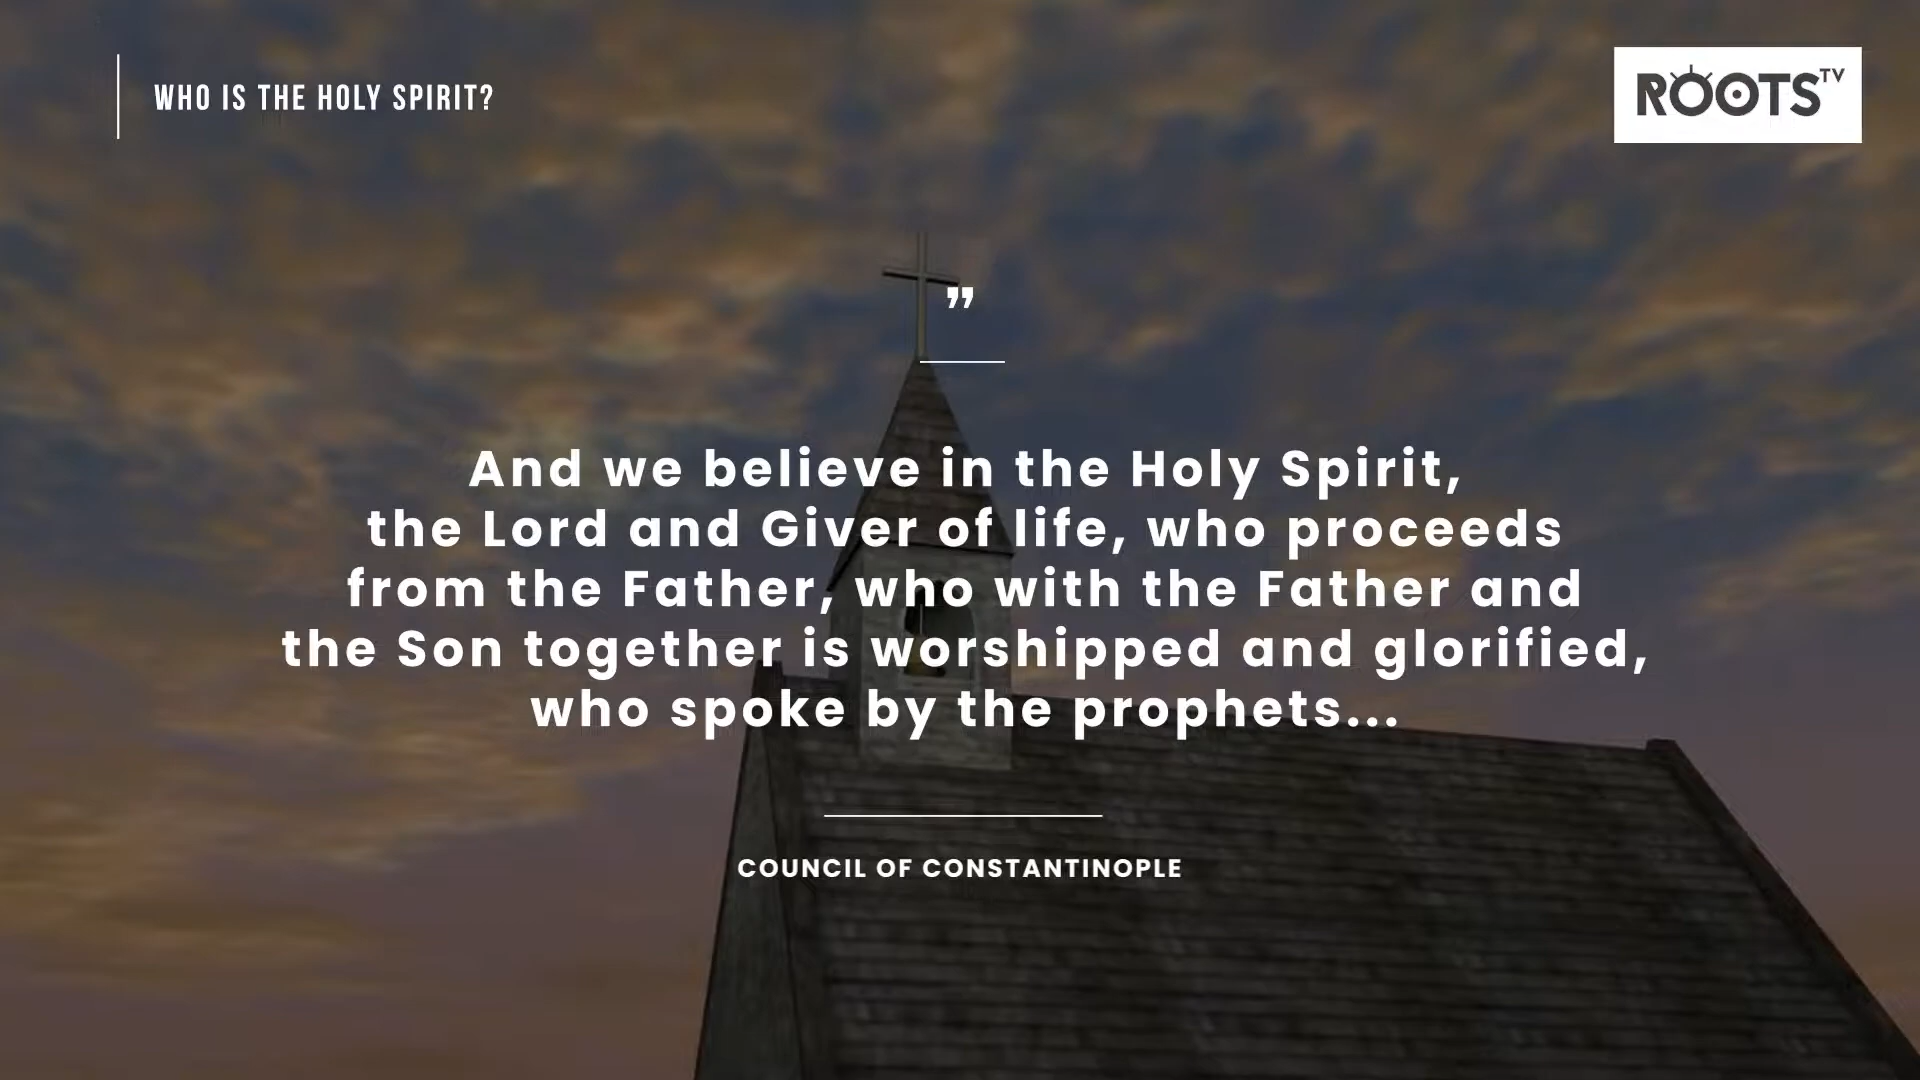 WHO IS THE HOLY SPIRIT?
ROOTS TV
”
And we believe in the Holy Spirit,
the Lord and Giver of life, who proceeds
from the Father, who with the Father and
the Son together is worshipped and glorified,
who spoke by the prophets...
COUNCIL OF CONSTANTINOPLE